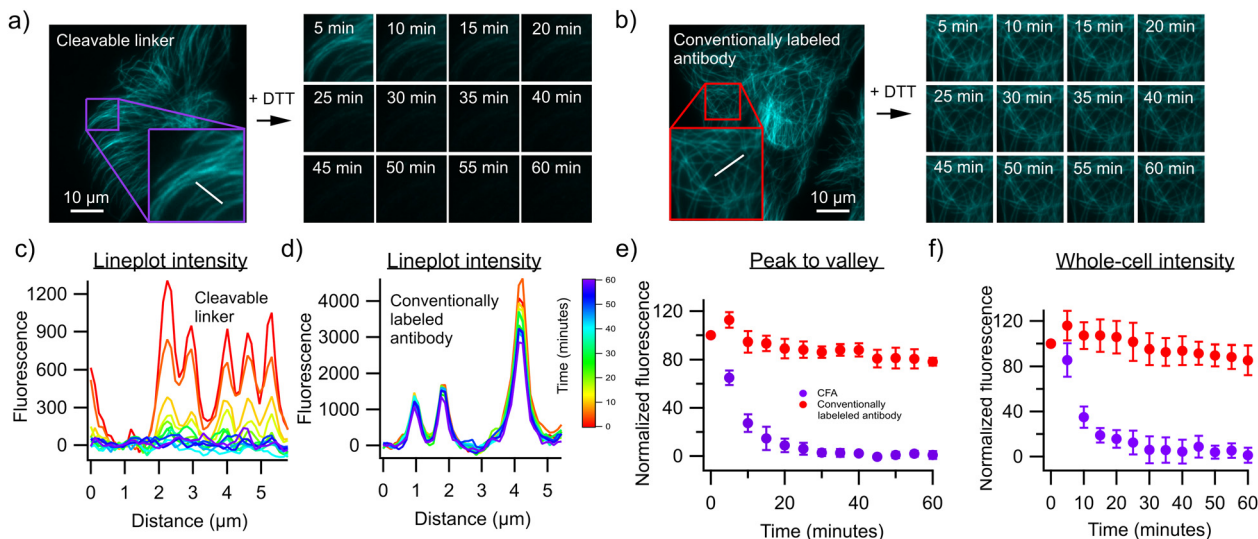 a)
Cleavable linker
10 µm
+ DTT
5 min 10 min 15 min 20 min
25 min 30 min 35 min 40 min
45 min 50 min 55 min 60 min
b)
Conventionally labeled
antibody
10 µm
+ DTT
5 min 10 min 15 min 20 min
25 min 30 min 35 min 40 min
45 min 50 min 55 min 60 min
c)
Lineplot intensity
Cleavable
linker
Fluorescence
1200
900
600
300
0
0 1 2 3 4 5
Distance (µm)
d)
Lineplot intensity
Conventionally
labeled
antibody
Fluorescence
4000
3000
2000
1000
0
0 1 2 3 4 5
Distance (µm)
Time (minutes)
60
50
40
30
20
10
0
e)
Peak to valley
Normalized fluorescence
120
80
40
0
CFA
Conventionally
labeleled antibody
0 20 40 60
Time (minutes)
f)
Whole-cell intensity
Normalized fluorescence
120
80
40
0
0 10 20 30 40 50 60
Time (minutes)